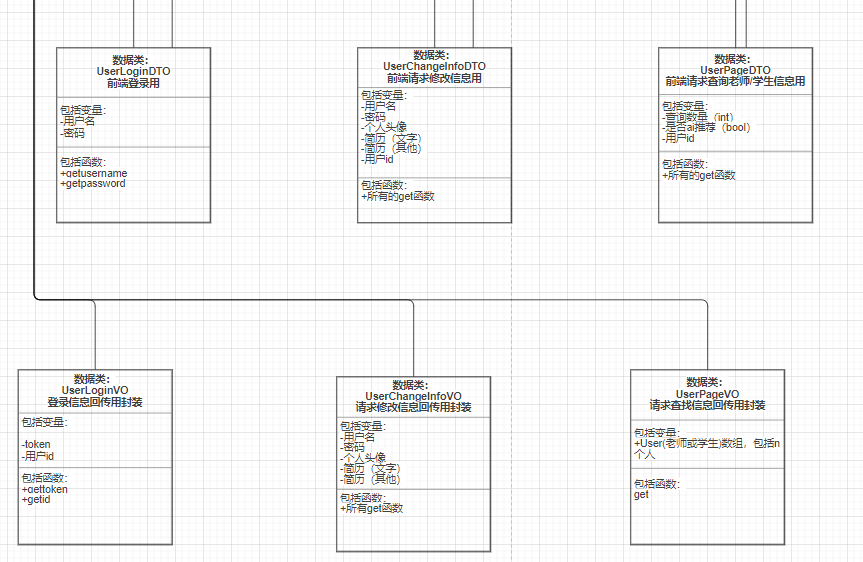 数据类：
UserLoginDTO
前端登录用
包括变量：
-用户名
-密码
包括函数：
+getusername
+getpassword
数据类：
UserChangeInfoDTO
前端请求修改信息用
包括变量：
-用户名
-密码
-个人头像
-简历（文字）
-简历（其他）
-用户id
包括函数：
+所有的get函数
数据类：
UserPageDTO
前端请求查询老师/学生信息用
包括变量：
-查询数量（int）
-是否ai推荐（bool）
-用户id
包括函数：
+所有的get函数
数据类：
UserLoginVO
登录信息回传用封装
包括变量：
-token
-用户id
包括函数：
+gettoken
+getid
数据类：
UserChangeInfoVO
请求修改信息回传用封装
包括变量：
-用户名
-密码
-个人头像
-简历（文字）
-简历（其他）
包括函数：
+所有get函数
数据类：
UserPageVO
请求查找信息回传用封装
包括变量：
+User(老师或学生)数组，包括n
个人
包括函数：
get